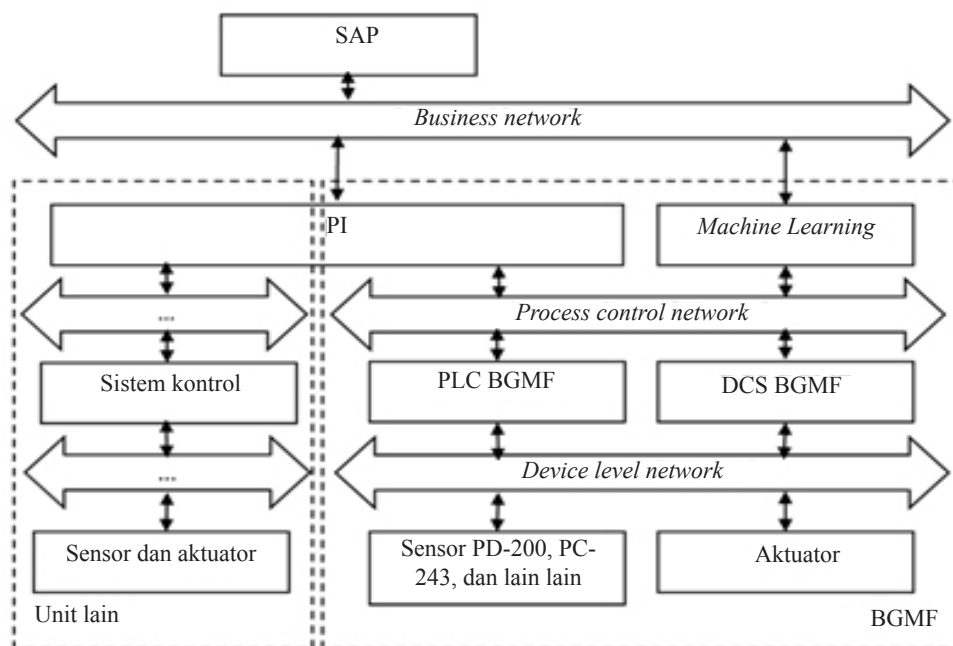 SAP
Business network
PI
Machine Learning
...
Process control network
Sistem kontrol
PLC BGMF
DCS BGMF
...
Device level network
Sensor dan aktuator
Sensor PD-200, PC-
243, dan lain lain
Aktuator
Unit lain
BGMF